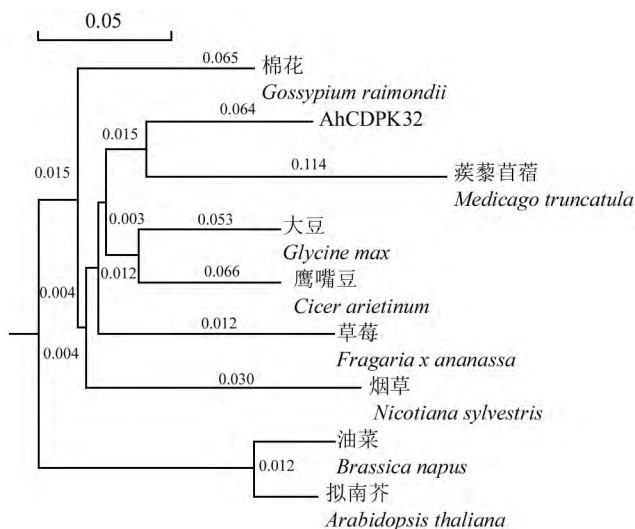 0.05
0.065
棉花
Gossypium raimondii
0.064
AhCDPK32
0.015
0.114
蒺藜苜蓿
Medicago truncatula
0.015
0.003
0.053
大豆
Glycine max
0.012
0.066
鹰嘴豆
Cicer arietinum
0.004
0.012
草莓
Fragaria x ananassa
0.004
0.030
烟草
Nicotiana sylvestris
油菜
0.012
Brassica napus
拟南芥
Arabidopsis thaliana